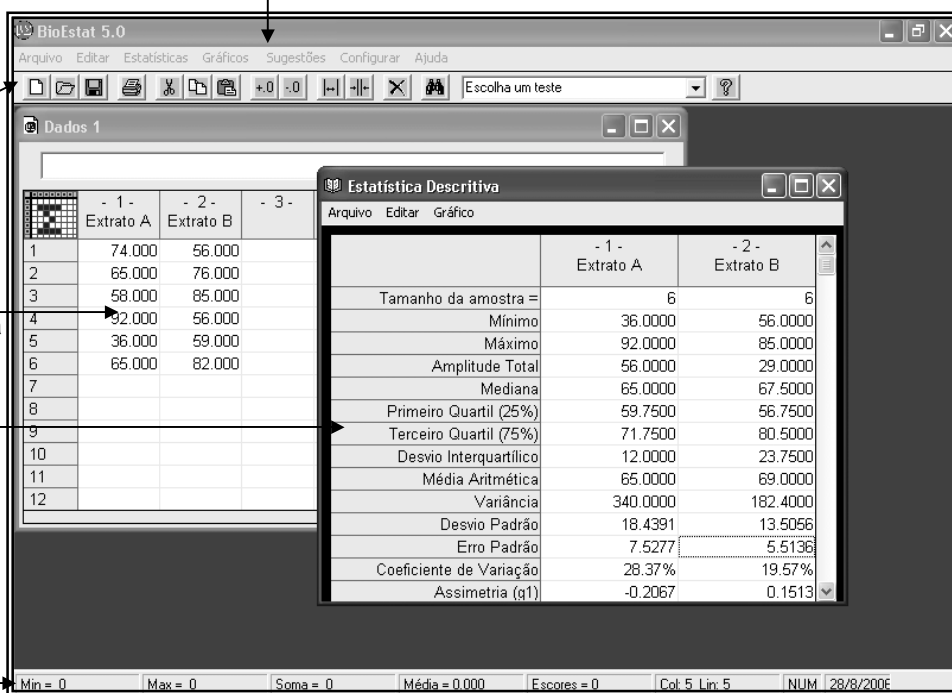 BioEstat 5.0
Arquivo Editar Estatísticas Gráficos Sugestões Configurar Ajuda
+.0 -.0 Escolha um teste
Dados 1
- 1 - - 2 - - 3 -
Extrato A Extrato B
1 74.000 56.000
2 65.000 76.000
3 58.000 85.000
4 92.000 56.000
5 36.000 59.000
6 65.000 82.000
7
8
9
10
11
12
Estatística Descritiva
Arquivo Editar Gráfico
- 1 - - 2 -
Extrato A Extrato B
Tamanho da amostra = 6 6
Mínimo 36.0000 56.0000
Máximo 92.0000 85.0000
Amplitude Total 56.0000 29.0000
Mediana 65.0000 67.5000
Primeiro Quartil (25%) 59.7500 56.7500
Terceiro Quartil (75%) 71.7500 80.5000
Desvio Interquartílico 12.0000 23.7500
Média Aritmética 65.0000 69.0000
Variância 340.0000 182.4000
Desvio Padrão 18.4391 13.5056
Erro Padrão 7.5277 5.5136
Coeficiente de Variação 28.37% 19.57%
Assimetria (g1) -0.2067 0.1513
Min = 0 Max = 0 Soma = 0 Média = 0.000 Escores = 0 Col: 5 Lin: 5 NUM 28/8/2006